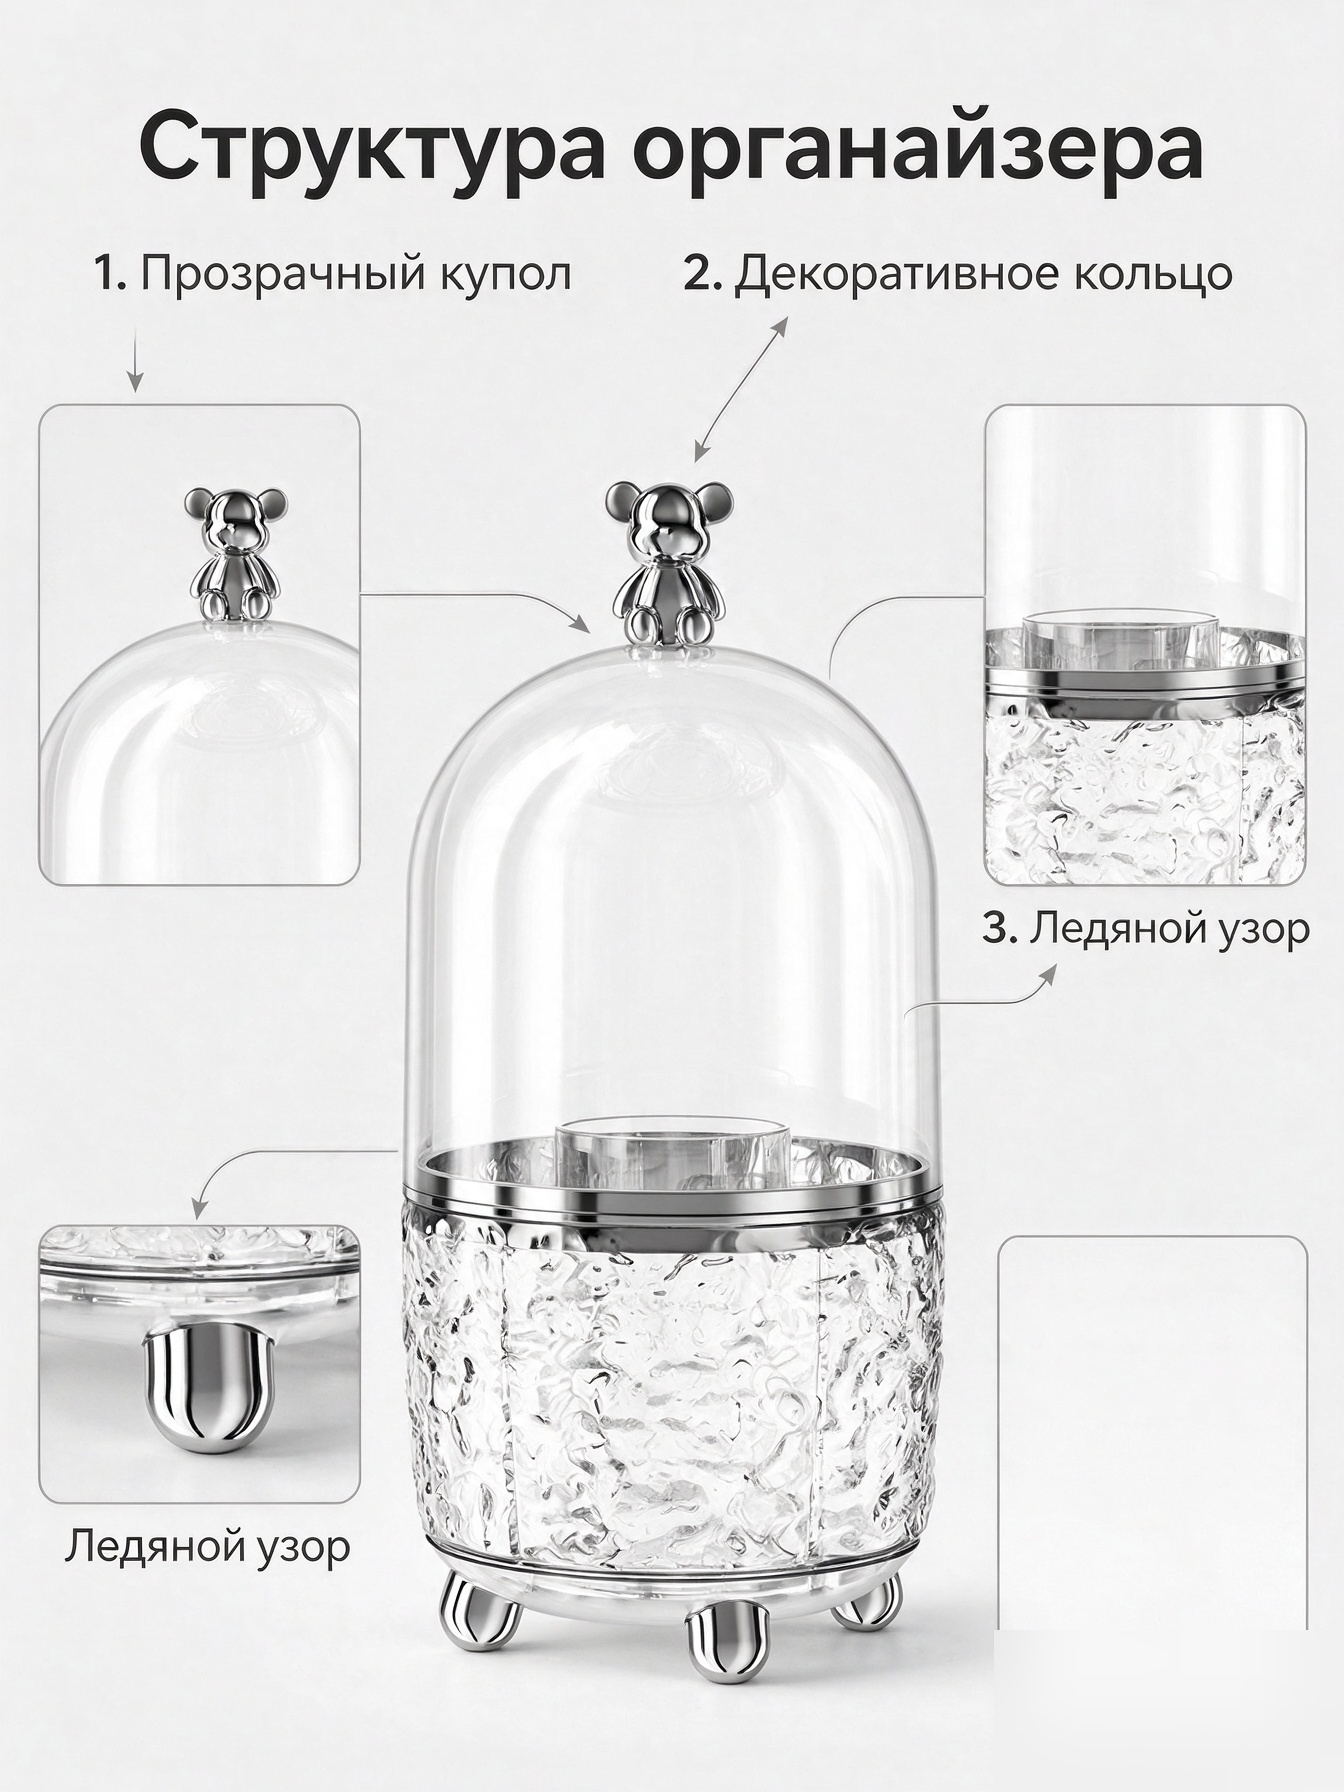 Структура органайзера
1. Прозрачный купол
2. Декоративное кольцо
3. Ледяной узор
Ледяной узор